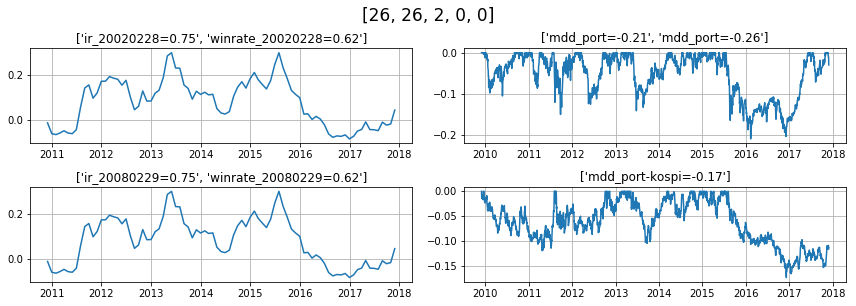 [26, 26, 2, 0, 0]
['ir_20020228=0.75', 'winrate_20020228=0.62']
0.2
0.0
2011 2012 2013 2014 2015 2016 2017 2018
['mdd_port=-0.21', 'mdd_port=-0.26']
0.0
−0.1
−0.2
2010 2011 2012 2013 2014 2015 2016 2017 2018
['ir_20080229=0.75', 'winrate_20080229=0.62']
0.2
0.0
2011 2012 2013 2014 2015 2016 2017 2018
['mdd_port-kospi=-0.17']
0.00
−0.05
−0.10
−0.15
2010 2011 2012 2013 2014 2015 2016 2017 2018